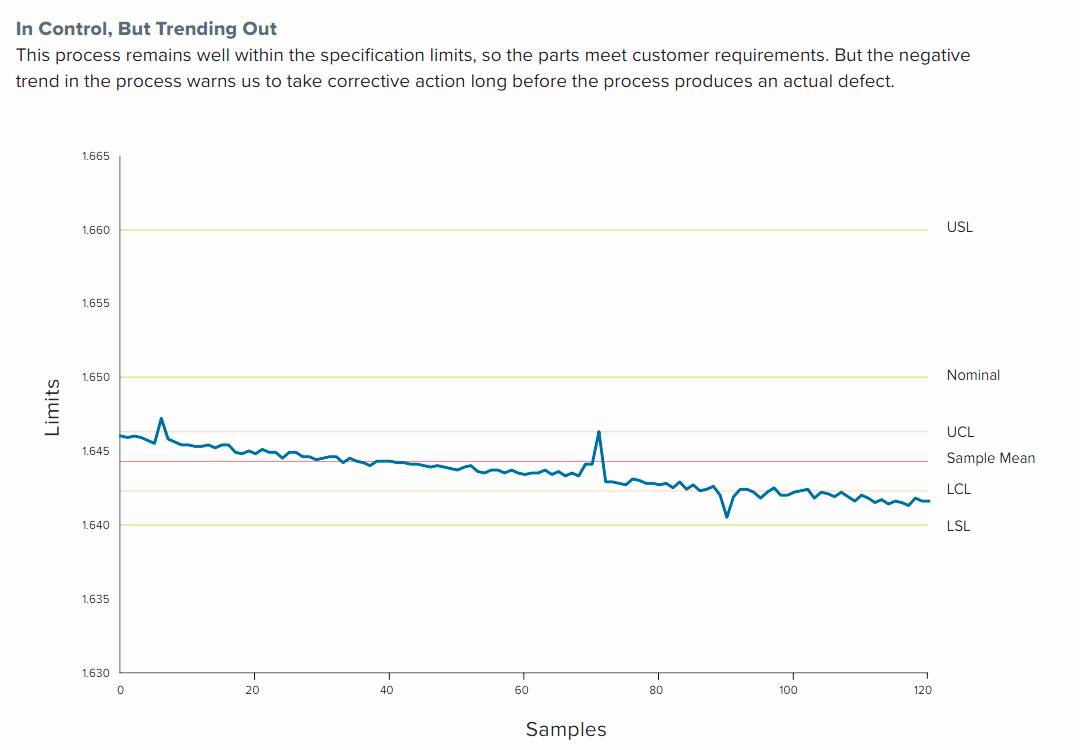 In Control, But Trending Out
This process remains well within the specification limits, so the parts meet customer requirements. But the negative
trend in the process warns us to take corrective action long before the process produces an actual defect.
1.665
1.660
USL
1.655
1.650
Nominal
Limits
UCL
1.645
Sample Mean
LCL
1.640
LSL
1.635
1.630
0 20 40 60 80 100 120
Samples